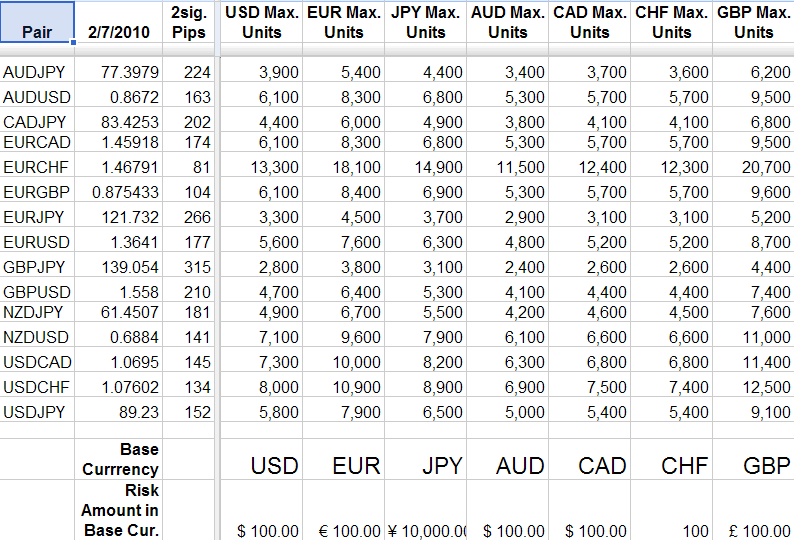 Pair 2/7/2010 2sig. Pips USD Max. Units EUR Max. Units JPY Max. Units AUD Max. Units CAD Max. Units CHF Max. Units GBP Max. Units
AUDJPY 77.3979 224 3,900 5,400 4,400 3,400 3,700 3,600 6,200
AUDUSD 0.8672 163 6,100 8,300 6,800 5,300 5,700 5,700 9,500
CADJPY 83.4253 202 4,400 6,000 4,900 3,800 4,100 4,100 6,800
EURCAD 1.45918 174 6,100 8,300 6,800 5,300 5,700 5,700 9,500
EURCHF 1.46791 81 13,300 18,100 14,900 11,500 12,400 12,300 20,700
EURGBP 0.875433 104 6,100 8,400 6,900 5,300 5,700 5,700 9,600
EURJPY 121.732 266 3,300 4,500 3,700 2,900 3,100 3,100 5,200
EURUSD 1.3641 177 5,600 7,600 6,300 4,800 5,200 5,200 8,700
GBPJPY 139.054 315 2,800 3,800 3,100 2,400 2,600 2,600 4,400
GBPUSD 1.558 210 4,700 6,400 5,300 4,100 4,400 4,400 7,400
NZDJPY 61.4507 181 4,900 6,700 5,500 4,200 4,600 4,500 7,600
NZDUSD 0.6884 141 7,100 9,600 7,900 6,100 6,600 6,600 11,000
USDCAD 1.0695 145 7,300 10,000 8,200 6,300 6,800 6,800 11,400
USDCHF 1.07602 134 8,000 10,900 8,900 6,900 7,500 7,400 12,500
USDJPY 89.23 152 5,800 7,900 6,500 5,000 5,400 5,400 9,100
Base Currrency USD EUR JPY AUD CAD CHF GBP
Risk Amount in Base Cur. $ 100.00 € 100.00 ¥ 10,000.00 $ 100.00 $ 100.00 100 £ 100.00